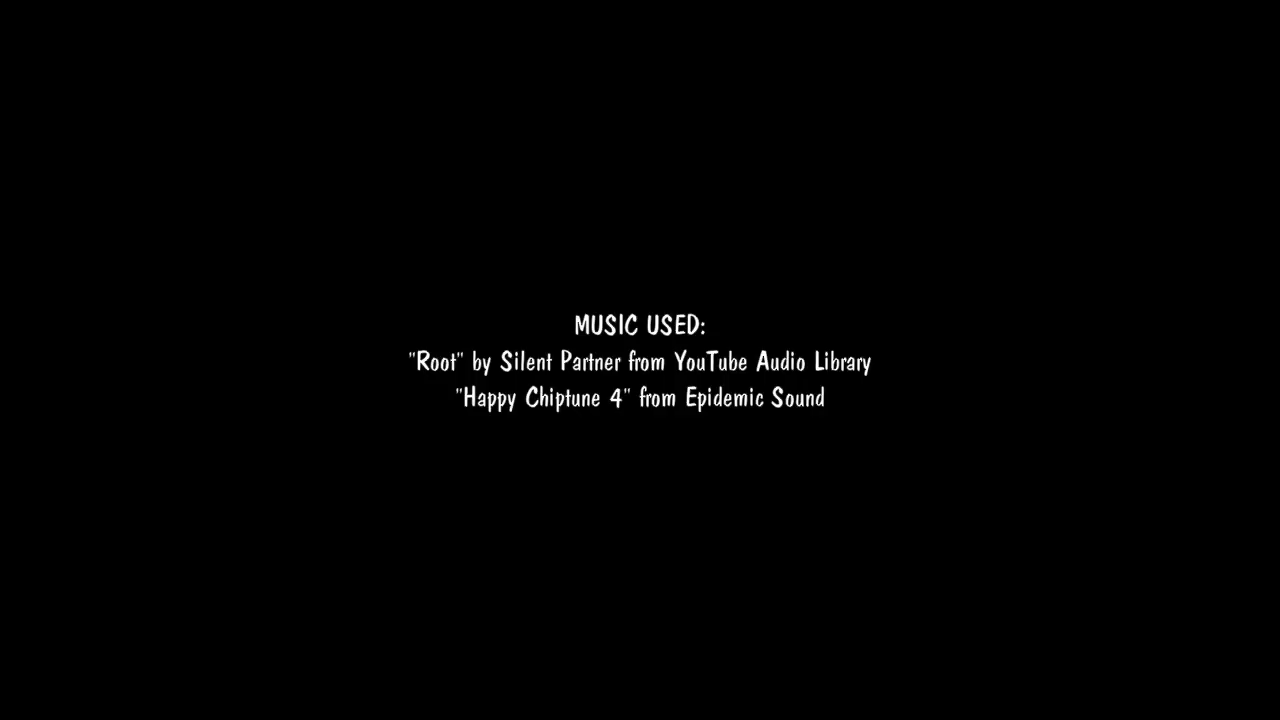 MUSIC USED:
"Root" by Silent Partner from YouTube Audio Library
"Happy Chiptune 4" from Epidemic Sound